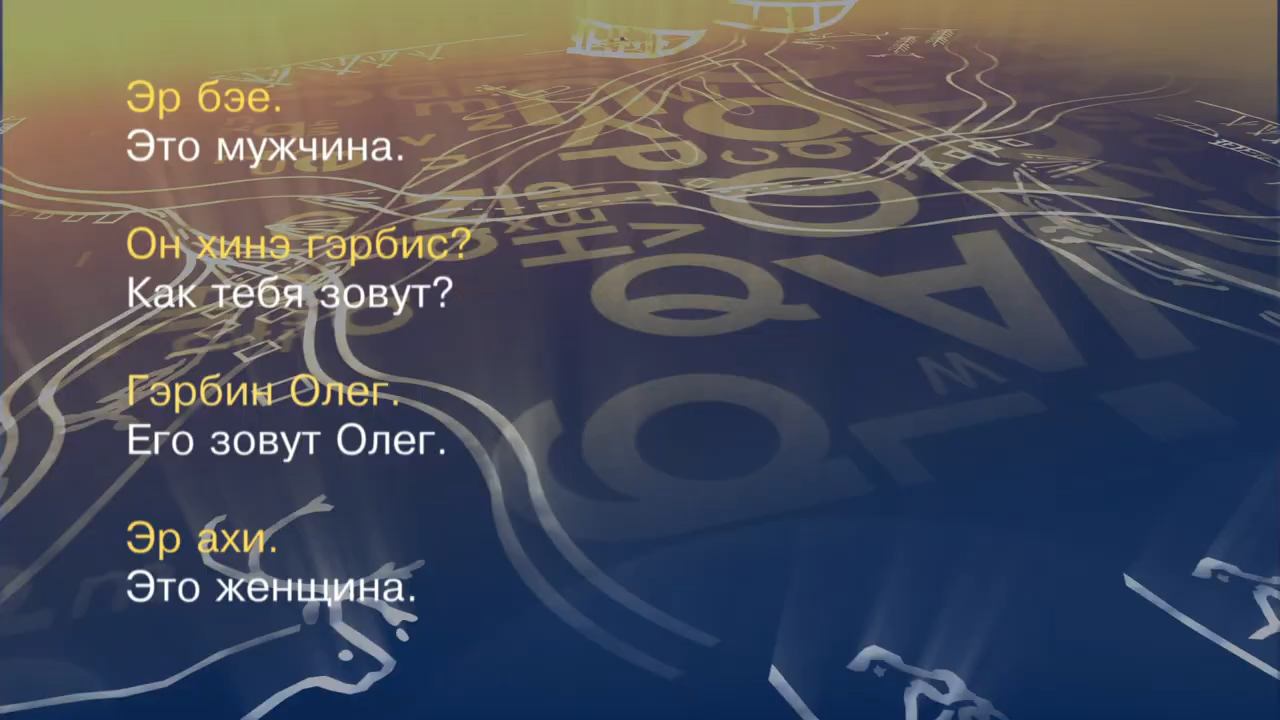 Эр бэе.
Это мужчина.
Он хинэ гэрбис?
Как тебя зовут?
Гэрбин Олег.
Его зовут Олег.
Эр ахи.
Это женщина.